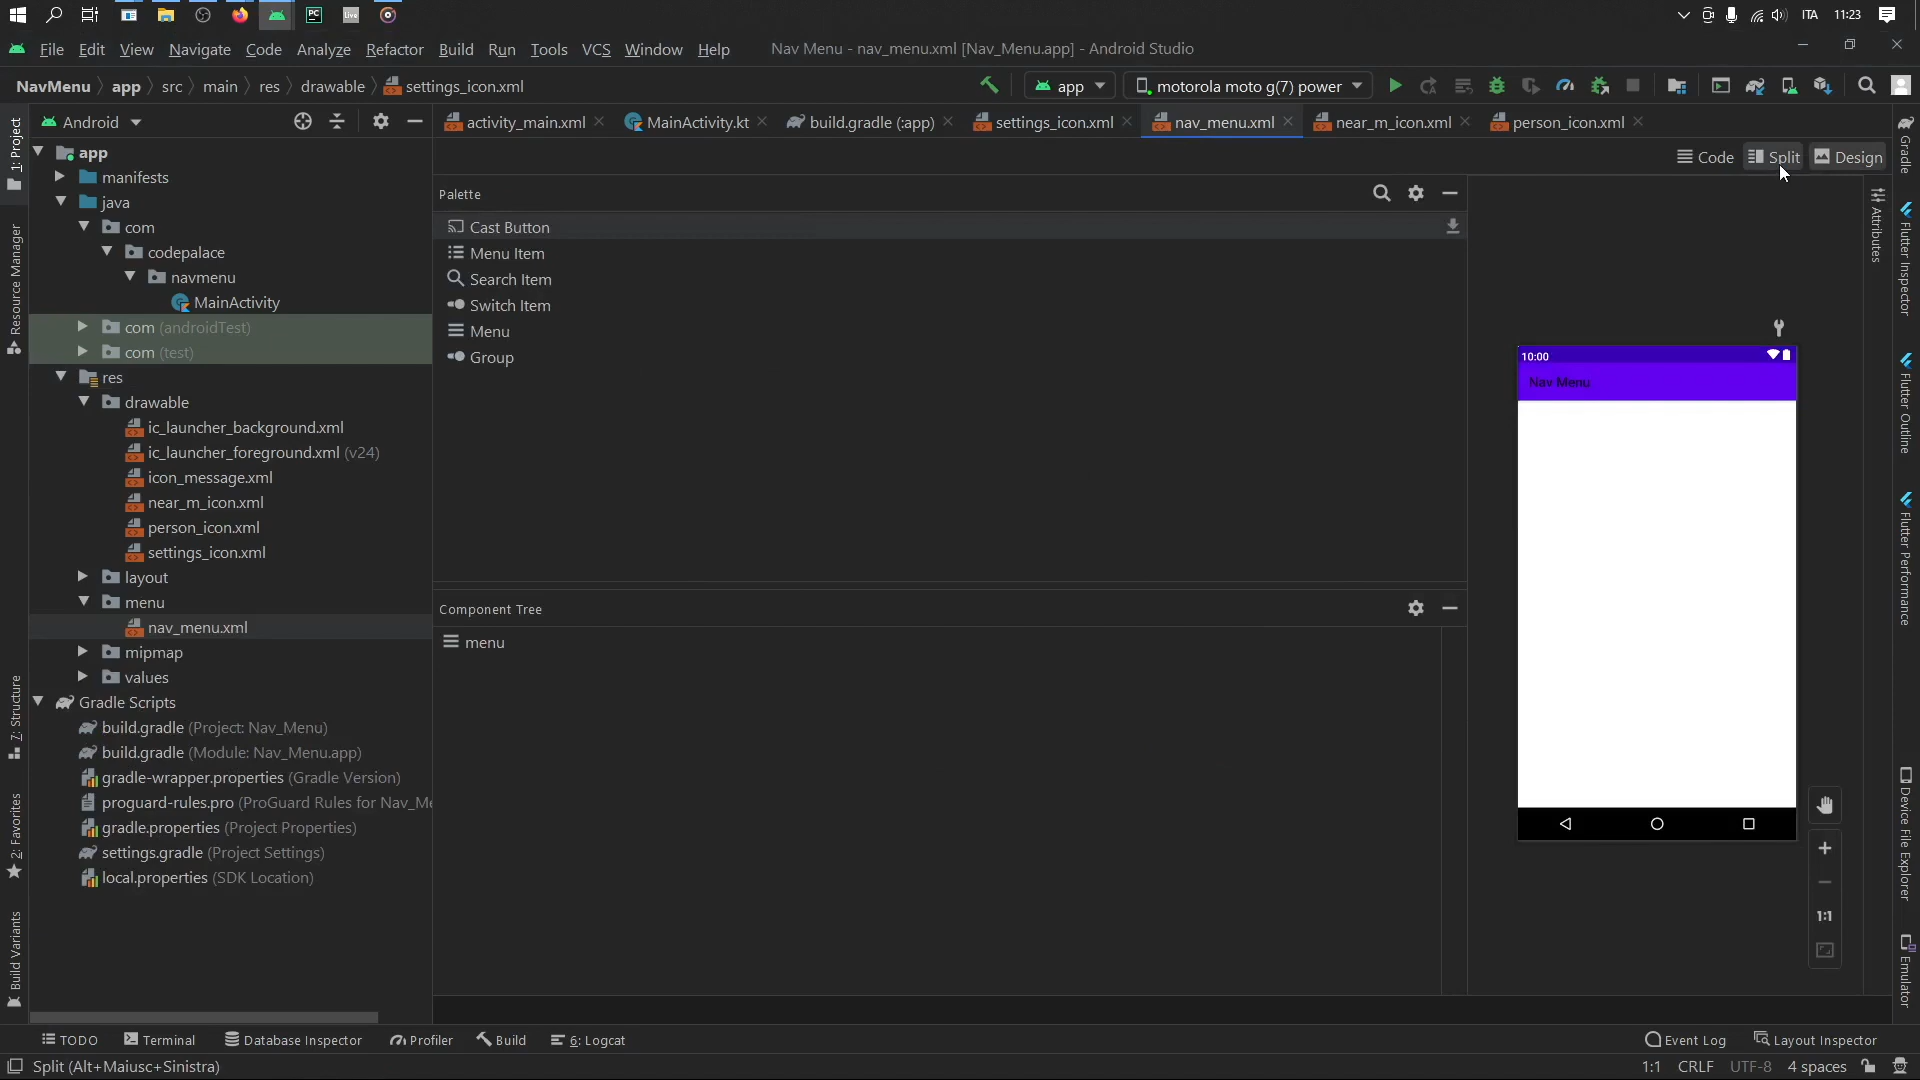 ITA 11:23
File Edit View Navigate Code Analyze Refactor Build Run Tools VCS Window Help Nav Menu - nav_menu.xml [Nav_Menu.app] - Android Studio
NavMenu app src main res drawable settings_icon.xml app motorola moto g(7) power
Android activity_main.xml MainActivity.kt build.gradle (:app) settings_icon.xml nav_menu.xml near_m_icon.xml person_icon.xml
Code Split Design
Palette
Cast Button
Menu Item
Search Item
Switch Item
Menu
Group
Component Tree
menu
app
manifests
java
com
codepalace
navmenu
MainActivity
com (androidTest)
com (test)
res
drawable
ic_launcher_background.xml
ic_launcher_foreground.xml (v24)
icon_message.xml
near_m_icon.xml
person_icon.xml
settings_icon.xml
layout
menu
nav_menu.xml
mipmap
values
Gradle Scripts
build.gradle (Project: Nav_Menu)
build.gradle (Module: Nav_Menu.app)
gradle-wrapper.properties (Gradle Version)
proguard-rules.pro (ProGuard Rules for Nav_Me
gradle.properties (Project Properties)
settings.gradle (Project Settings)
local.properties (SDK Location)
10:00
Nav Menu
1:1
1: Project
Resource Manager
7: Structure
2: Favorites
Build Variants
Attributes
Gradle
Flutter Inspector
Flutter Outline
Flutter Performance
Device File Explorer
Emulator
TODO Terminal Database Inspector Profiler Build 6: Logcat Event Log Layout Inspector
Split (Alt+Maiusc+Sinistra) 1:1 CRLF UTF-8 4 spaces